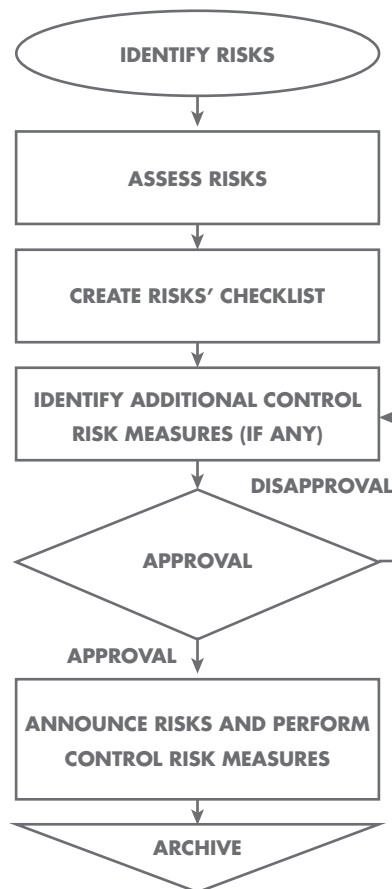 IDENTIFY RISKS
ASSESS RISKS
CREATE RISKS’ CHECKLIST
IDENTIFY ADDITIONAL CONTROL
RISK MEASURES (IF ANY)
DISAPPROVAL
APPROVAL
APPROVAL
ANNOUNCE RISKS AND PERFORM
CONTROL RISK MEASURES
ARCHIVE